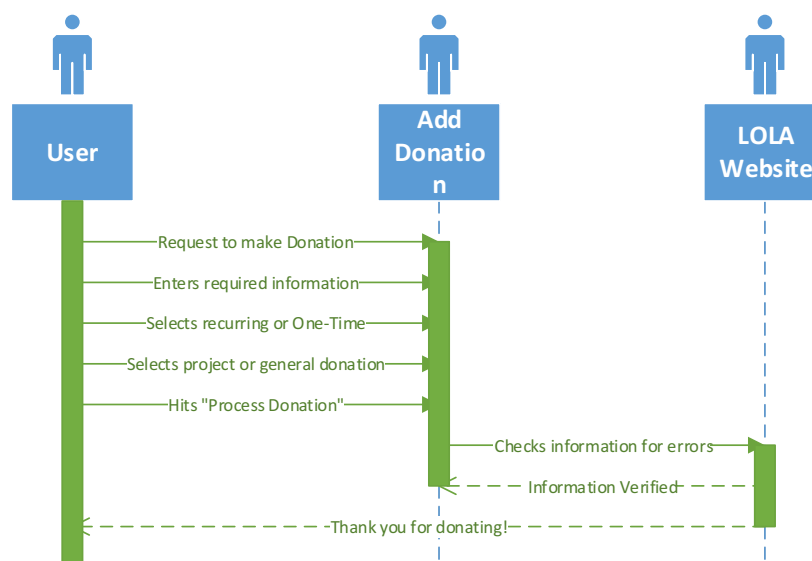 User
Add
Donatio
n
LOLA
Website
Request to make Donation
Enters required information
Selects recurring or One-Time
Selects project or general donation
Hits "Process Donation"
Checks information for errors
Information Verified
Thank you for donating!